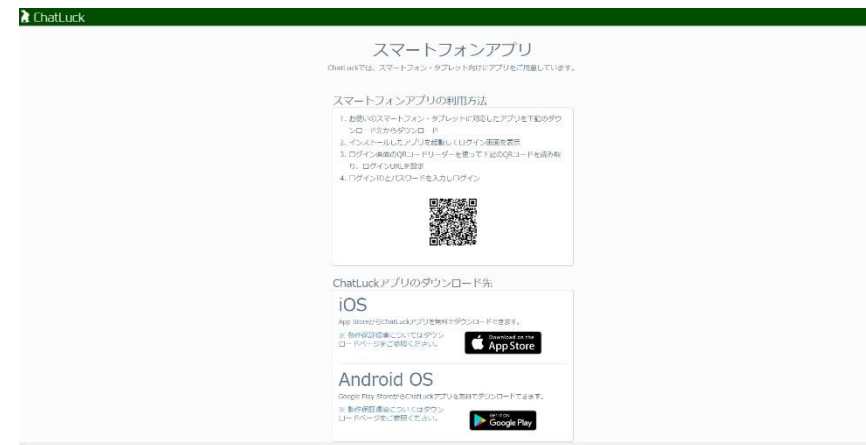 ChatLuck
スマートフォンアプリ
ChatLuckでは、スマートフォン・タブレット向けにアプリをご用意しています。
スマートフォンアプリの利用方法
1. お使いのスマートフォン・タブレットに対応したアプリを下記のダウ
ンロード先からダウンロード
2. インストールしたアプリを起動してログイン画面を表示
3. ログイン画面のQRコードリーダーを使って下記のQRコードを読み取
り、ログインURLを設定
4. ログインIDとパスワードを入力しログイン
ChatLuckアプリのダウンロード先
iOS
App StoreからChatLuckアプリを無料でダウンロードできます。
※ 動作保証環境についてはダウン
ロードページをご参照ください。
Download on the
App Store
Android OS
Google Play StoreからChatLuckアプリを無料でダウンロードできます。
※ 動作保証環境についてはダウン
ロードページをご参照ください。
GET IT ON
Google Play